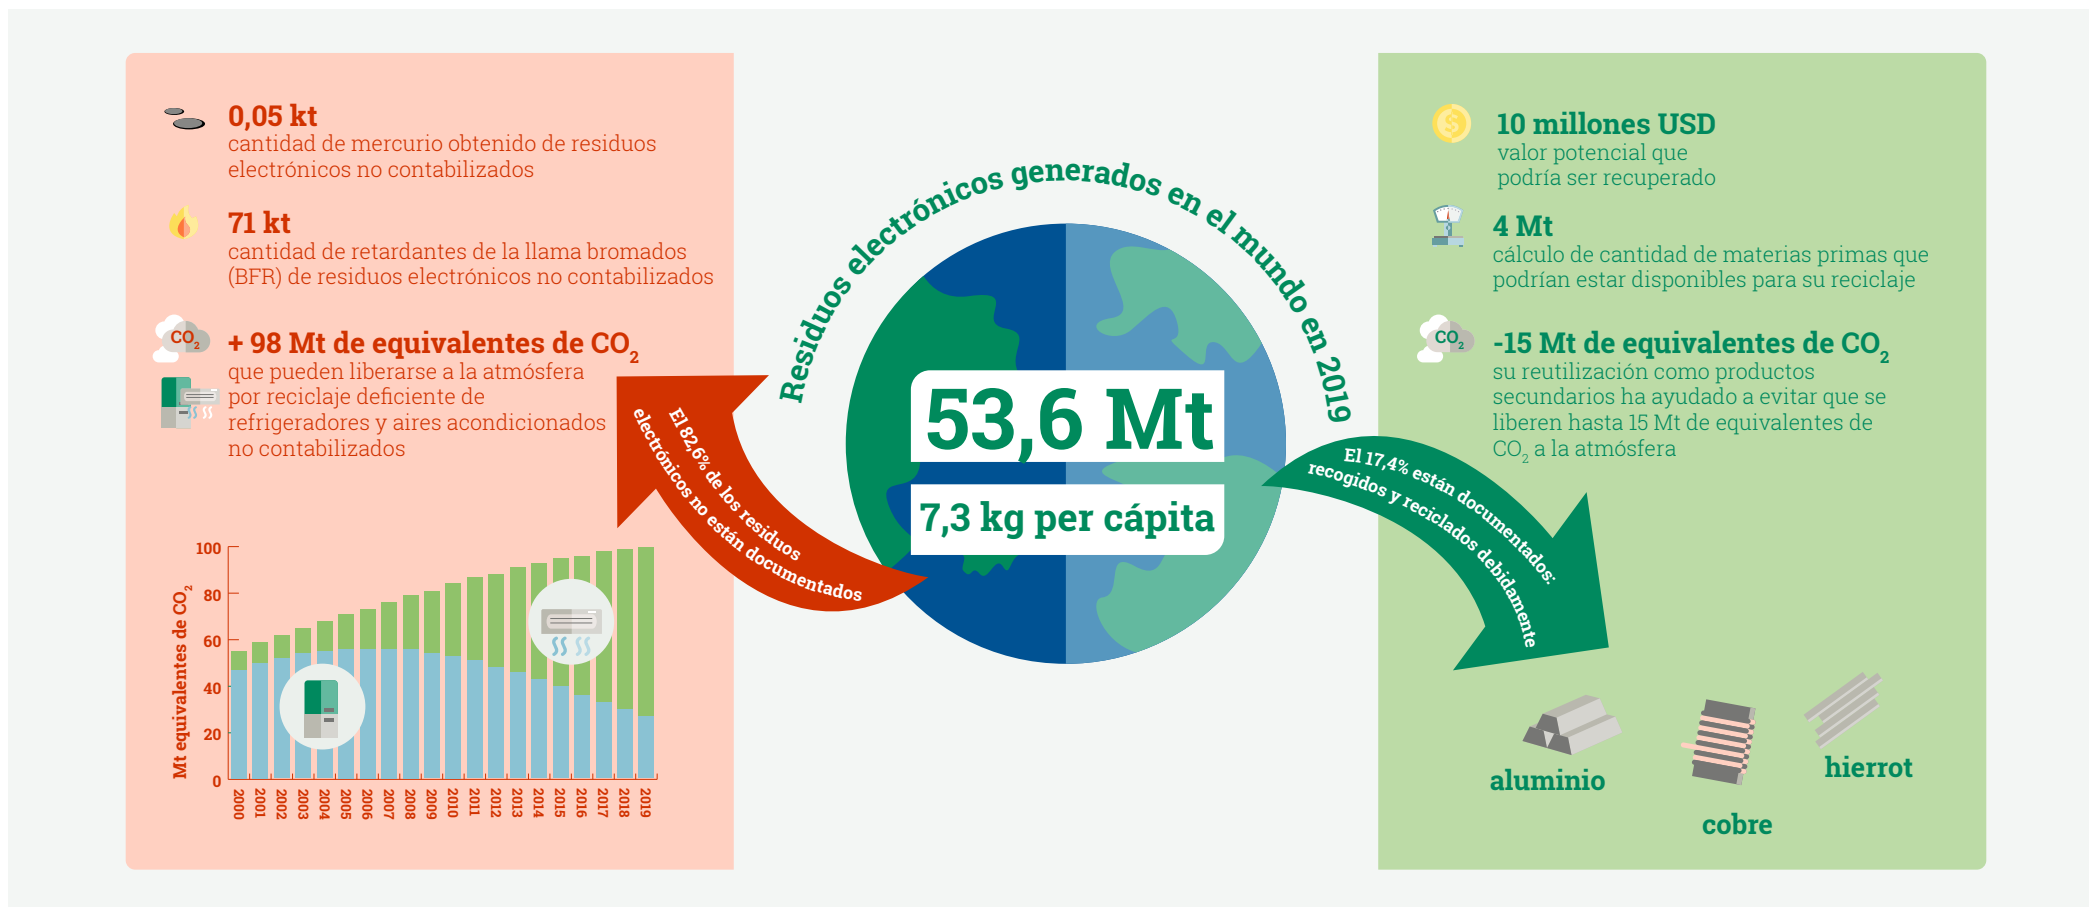 0,05 kt
cantidad de mercurio obtenido de residuos
electrónicos no contabilizados
71 kt
cantidad de retardantes de la llama bromados
(BFR) de residuos electrónicos no contabilizados
CO2
+ 98 Mt de equivalentes de CO2
que pueden liberarse a la atmósfera
por reciclaje deficiente de
refrigeradores y aires acondicionados
no contabilizados
Mt equivalentes de CO2
100
80
60
40
20
0
2000
2001
2002
2003
2004
2005
2006
2007
2008
2009
2010
2011
2012
2013
2014
2015
2016
2017
2018
2019
El 82,6% de los residuos
electrónicos no están documentados
Residuos electrónicos generados en el mundo en 2019
53,6 Mt
7,3 kg per cápita
El 17,4% están documentados:
recogidos y reciclados debidamente
$
10 millones USD
valor potencial que
podría ser recuperado
4 Mt
cálculo de cantidad de materias primas que
podrían estar disponibles para su reciclaje
CO2
-15 Mt de equivalentes de CO2
su reutilización como productos
secundarios ha ayudado a evitar que se
liberen hasta 15 Mt de equivalentes de
CO2 a la atmósfera
aluminio
cobre
hierrot